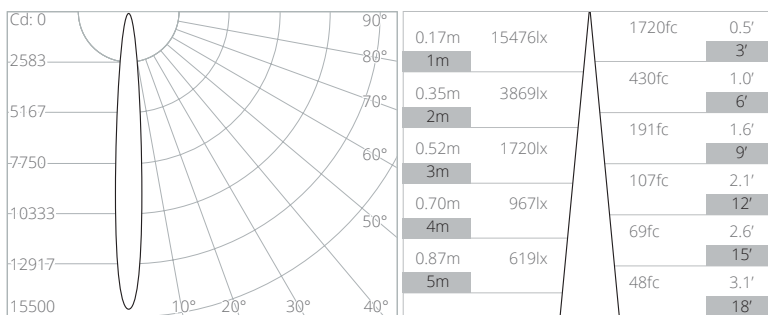 Cd: 0
90°
2583
80°
5167
70°
7750
60°
10333
50°
12917
15500
10°
20°
30°
40°
0.17m 15476lx
1m
0.35m 3869lx
2m
0.52m 1720lx
3m
0.70m 967lx
4m
0.87m 619lx
5m
1720fc 0.5′
3′
430fc 1.0′
6′
191fc 1.6′
9′
107fc 2.1′
12′
69fc 2.6′
15′
48fc 3.1′
18′